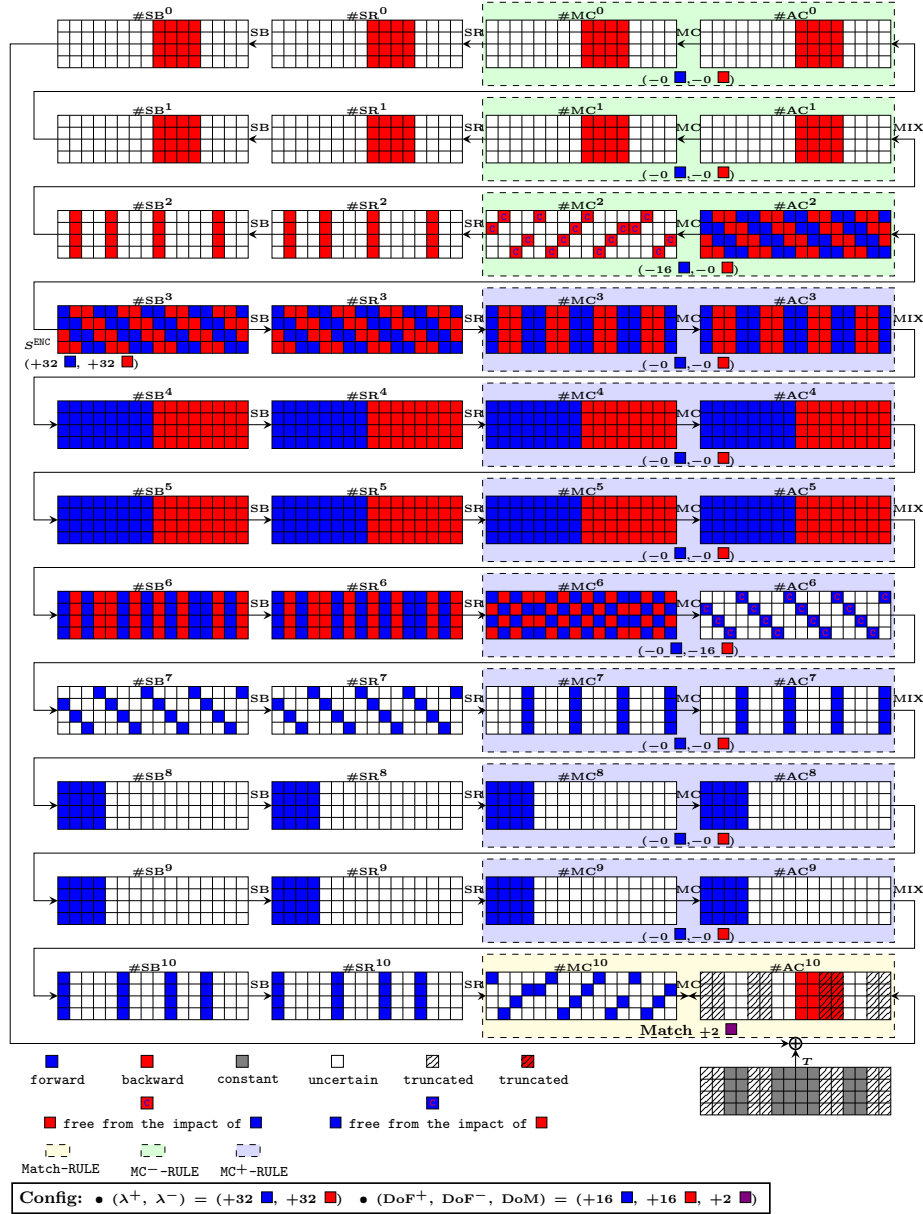 #SB⁰ #SR⁰ #MC⁰ #AC⁰
SB SR MC
(−0 ,−0 )
#SB¹ #SR¹ #MC¹ #AC¹
SB SR MC MIX
(−0 ,−0 )
#SB² #SR² #MC² #AC²
SB SR MC
C C C C
C C C C C
C C C
C C C C
(−16 ,−0 )
#SB³ #SR³ #MC³ #AC³
SB SR MC MIX
S^ENC
(+32 , +32 )
(−0 ,−0 )
#SB⁴ #SR⁴ #MC⁴ #AC⁴
SB SR MC
(−0 ,−0 )
#SB⁵ #SR⁵ #MC⁵ #AC⁵
SB SR MC MIX
(−0 ,−0 )
#SB⁶ #SR⁶ #MC⁶ #AC⁶
SB SR MC
C C C C
C C C C
C C C C
C C C C
(−0 ,−16 )
#SB⁷ #SR⁷ #MC⁷ #AC⁷
SB SR MC MIX
(−0 ,−0 )
#SB⁸ #SR⁸ #MC⁸ #AC⁸
SB SR MC
(−0 ,−0 )
#SB⁹ #SR⁹ #MC⁹ #AC⁹
SB SR MC MIX
(−0 ,−0 )
#SB¹⁰ #SR¹⁰ #MC¹⁰ #AC¹⁰
SB SR MC
Match +2
T
forward backward constant uncertain truncated truncated
C C
free from the impact of free from the impact of
Match-RULE MC−-RULE MC+-RULE
Config: • (λ⁺, λ⁻) = (+32 , +32 ) • (DoF⁺, DoF⁻, DoM) = (+16 , +16 , +2 )